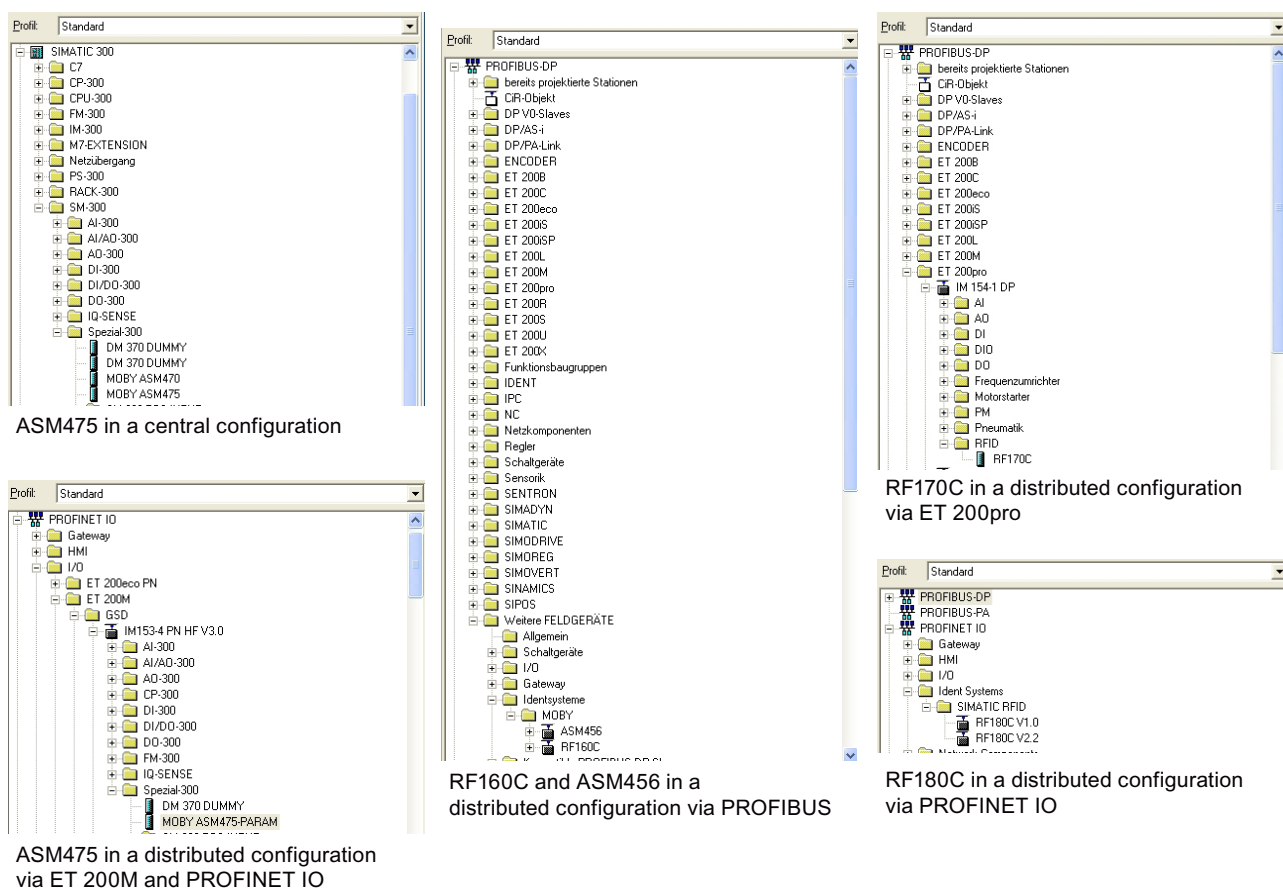 Profil: Standard
SIMATIC 300
C7
CP-300
CPU-300
FM-300
IM-300
M7-EXTENSION
Netzübergang
PS-300
RACK-300
SM-300
AI-300
AI/AO-300
AO-300
DI-300
DI/DO-300
DO-300
IQ-SENSE
Spezial-300
DM 370 DUMMY
DM 370 DUMMY
MOBY ASM470
MOBY ASM475
ASM475 in a central configuration
Profil: Standard
PROFINET IO
Gateway
HMI
I/O
ET 200eco PN
ET 200M
GSD
IM153-4 PN HF V3.0
AI-300
AI/AO-300
AO-300
CP-300
DI-300
DI/DO-300
DO-300
FM-300
IQ-SENSE
Spezial-300
DM 370 DUMMY
MOBY ASM475-PARAM
ASM475 in a distributed configuration
via ET 200M and PROFINET IO
Profil: Standard
PROFIBUS-DP
bereits projektierte Stationen
CiR-Objekt
DP V0-Slaves
DP/AS-i
DP/PA-Link
ENCODER
ET 200B
ET 200C
ET 200eco
ET 200iS
ET 200iSP
ET 200L
ET 200M
ET 200pro
ET 200R
ET 200S
ET 200U
ET 200X
Funktionsbaugruppen
IDENT
IPC
NC
Netzkomponenten
Regler
Schaltgeräte
Sensorik
SENTRON
SIMADYN
SIMATIC
SIMODRIVE
SIMOREG
SIMOVERT
SINAMICS
SIPOS
Weitere FELDGERÄTE
Allgemein
Schaltgeräte
I/O
Gateway
Identsysteme
MOBY
ASM456
RF160C
RF160C and ASM456 in a
distributed configuration via PROFIBUS
Profil: Standard
PROFIBUS-DP
bereits projektierte Stationen
CiR-Objekt
DP V0-Slaves
DP/AS-i
DP/PA-Link
ENCODER
ET 200B
ET 200C
ET 200eco
ET 200iS
ET 200iSP
ET 200L
ET 200M
ET 200pro
IM 154-1 DP
AI
AO
DI
DIO
DO
Frequenzumrichter
Motorstarter
PM
Pneumatik
RFID
RF170C
RF170C in a distributed configuration
via ET 200pro
Profil: Standard
PROFIBUS-DP
PROFIBUS-PA
PROFINET IO
Gateway
HMI
I/O
Ident Systems
SIMATIC RFID
RF180C V1.0
RF180C V2.2
RF180C in a distributed configuration
via PROFINET IO